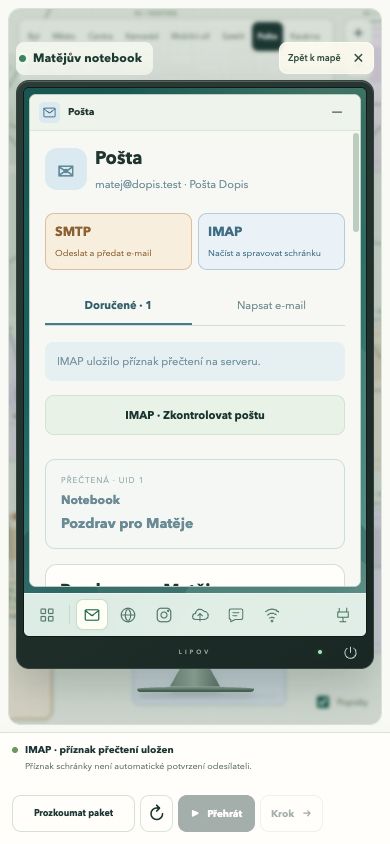 Pošta
Matějův notebook
Zpět k mapě
Pošta
Pošta
matej@dopis.test · Pošta Dopis
SMTP
Odeslat a předat e-mail
IMAP
Načíst a spravovat schránku
Doručené · 1
Napsat e-mail
IMAP uložilo příznak přečtení na serveru.
IMAP · Zkontrolovat poštu
PŘEČTENÁ · UID 1
Notebook
Pozdrav pro Matěje
LIPOV
Popisky
IMAP · příznak přečtení uložen
Příznak schránky není automatické potvrzení odesílateli.
Prozkoumat paket
Přehrát
Krok